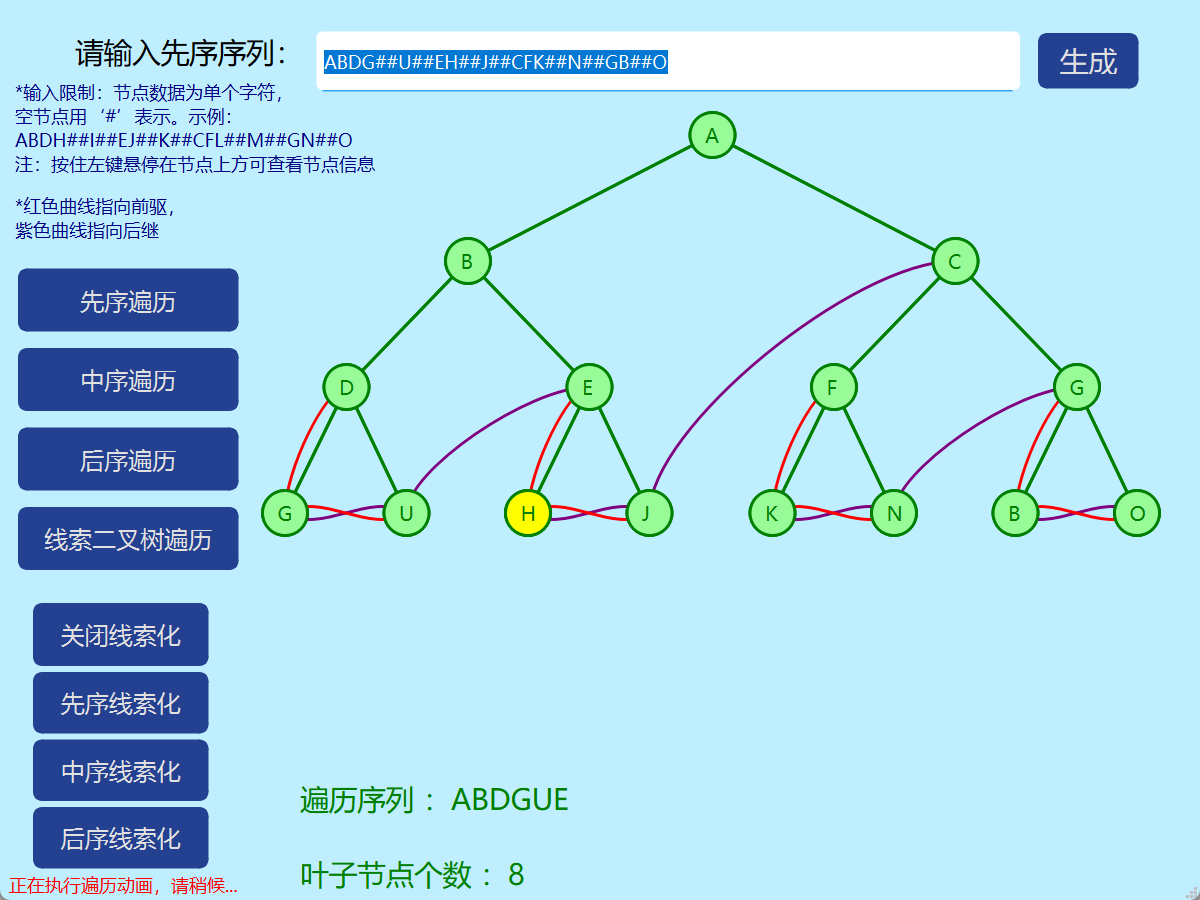 请输入先序序列：
ABDG##U##EH##J##CFK##N##GB##O
生成
*输入限制：节点数据为单个字符，
空节点用‘#’表示。示例：
ABDH##I##EJ##K##CFL##M##GN##O
注：按住左键悬停在节点上方可查看节点信息
*红色曲线指向前驱，
紫色曲线指向后继
先序遍历
中序遍历
后序遍历
线索二叉树遍历
关闭线索化
先序线索化
中序线索化
后序线索化
正在执行遍历动画，请稍候...
A
B
C
D
E
F
G
G
U
H
J
K
N
B
O
遍历序列 ：ABDGUE
叶子节点个数 ：8